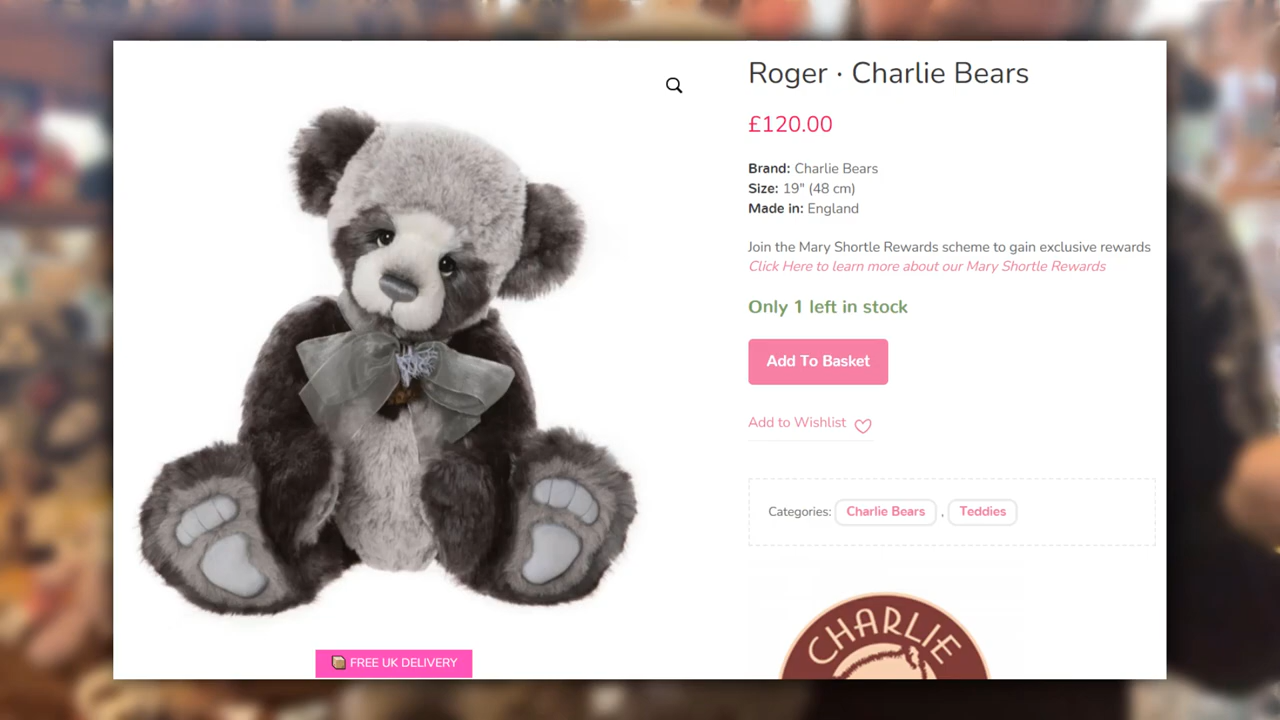 Roger · Charlie Bears
£120.00
Brand: Charlie Bears
Size: 19" (48 cm)
Made in: England
Join the Mary Shortle Rewards scheme to gain exclusive rewards
Click Here to learn more about our Mary Shortle Rewards
Only 1 left in stock
Add To Basket
Add to Wishlist
Categories: Charlie Bears , Teddies
CHARLIE
FREE UK DELIVERY